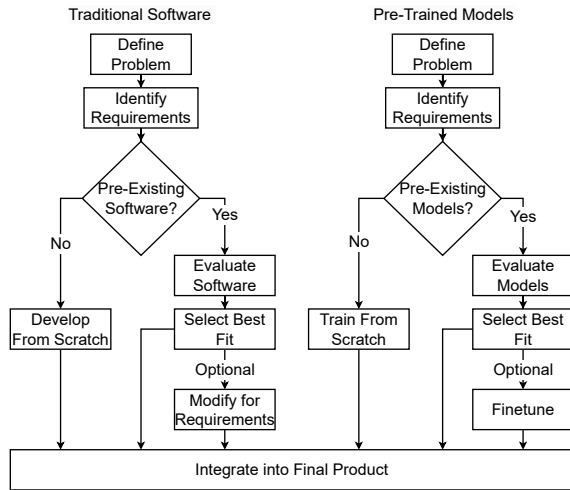 Traditional Software
Define
Problem
Identify
Requirements
Pre-Existing
Software?
No
Yes
Evaluate
Software
Develop
From Scratch
Select Best
Fit
Optional
Modify for
Requirements
Pre-Trained Models
Define
Problem
Identify
Requirements
Pre-Existing
Models?
No
Yes
Evaluate
Models
Train From
Scratch
Select Best
Fit
Optional
Finetune
Integrate into Final Product